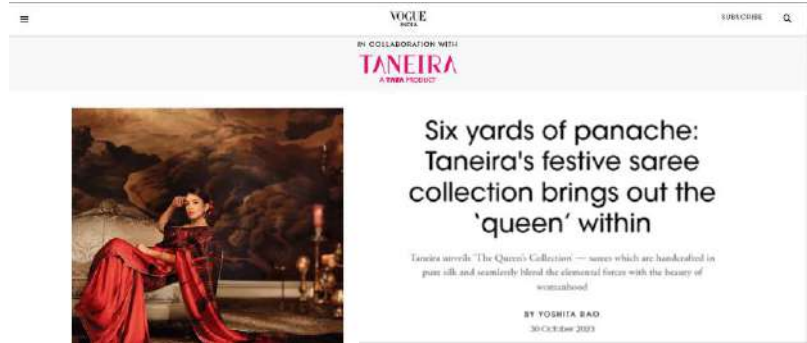 VOGUE
INDIA
SUBSCRIBE
IN COLLABORATION WITH
TANEIRA
A TATA PRODUCT
Six yards of panache:
Taneira's festive saree
collection brings out the
‘queen’ within
Taneira unveils 'The Queen's Collection' — sarees which are handcrafted in
pure silk and seamlessly blend the elemental forces with the beauty of
womanhood
BY YOSHITA RAO
30 October 2023